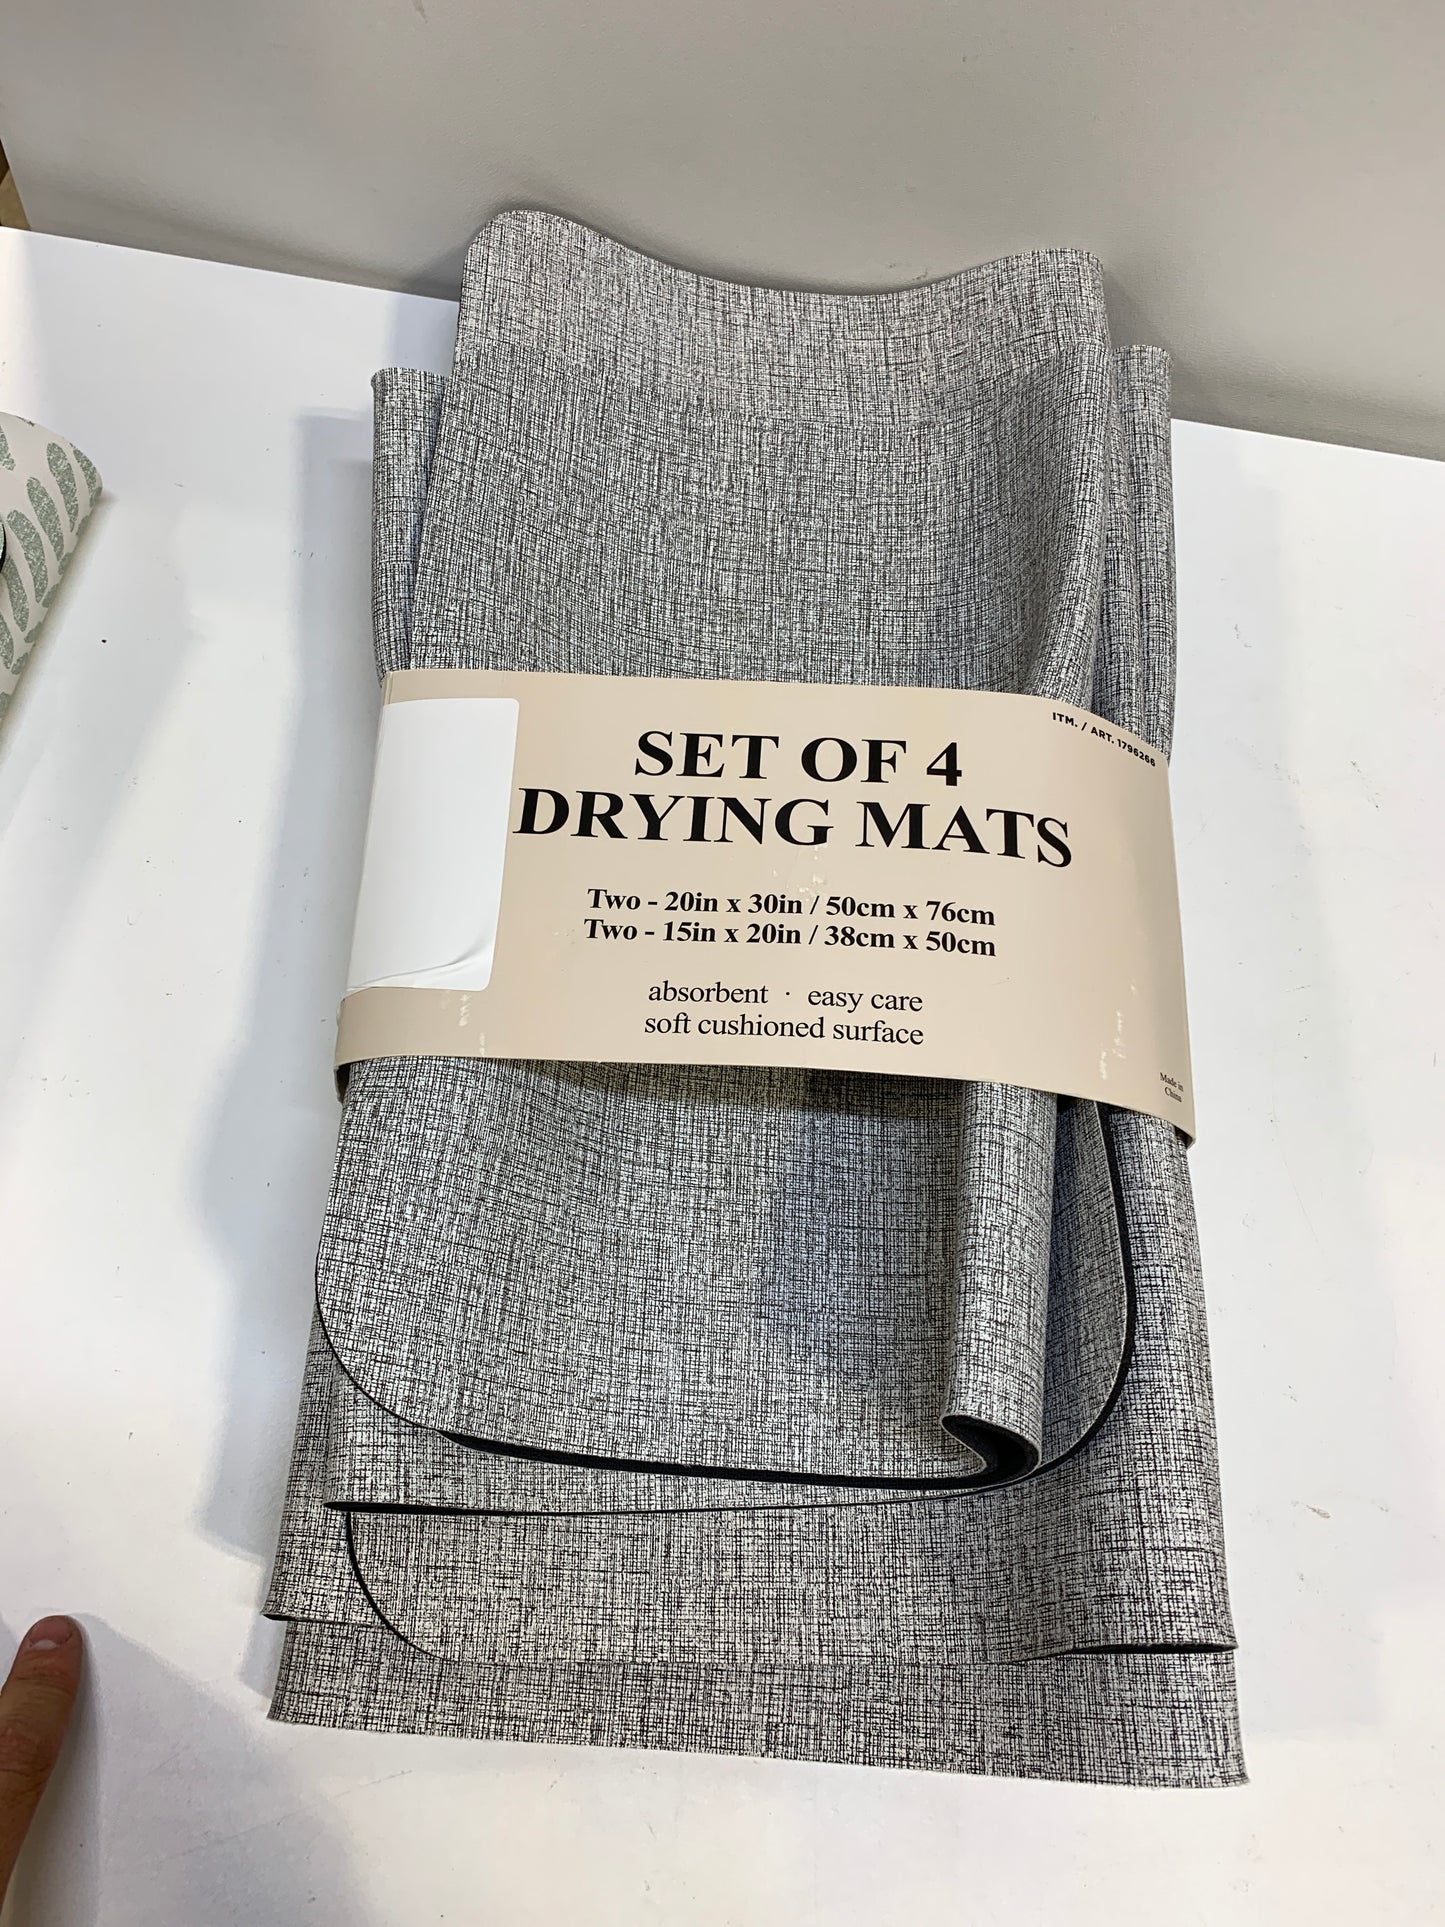 ITM. / ART. 1796266
SET OF 4
DRYING MATS
Two - 20in x 30in / 50cm x 76cm
Two - 15in x 20in / 38cm x 50cm
absorbent · easy care
soft cushioned surface
Made in
China